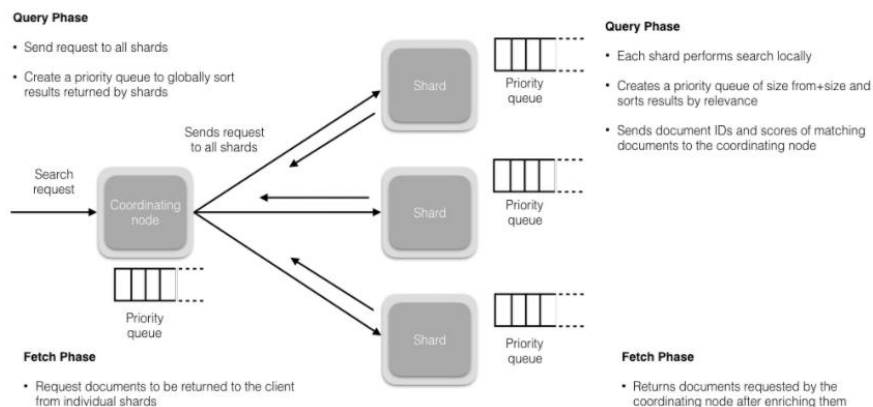 Query Phase
• Send request to all shards
• Create a priority queue to globally sort
results returned by shards
Sends request
to all shards
Search
request
Coordinating
node
Priority
queue
Fetch Phase
• Request documents to be returned to the client
from individual shards
Shard
Priority
queue
Shard
Priority
queue
Shard
Priority
queue
Query Phase
• Each shard performs search locally
• Creates a priority queue of size from+size and
sorts results by relevance
• Sends document IDs and scores of matching
documents to the coordinating node
Fetch Phase
• Returns documents requested by the
coordinating node after enriching them